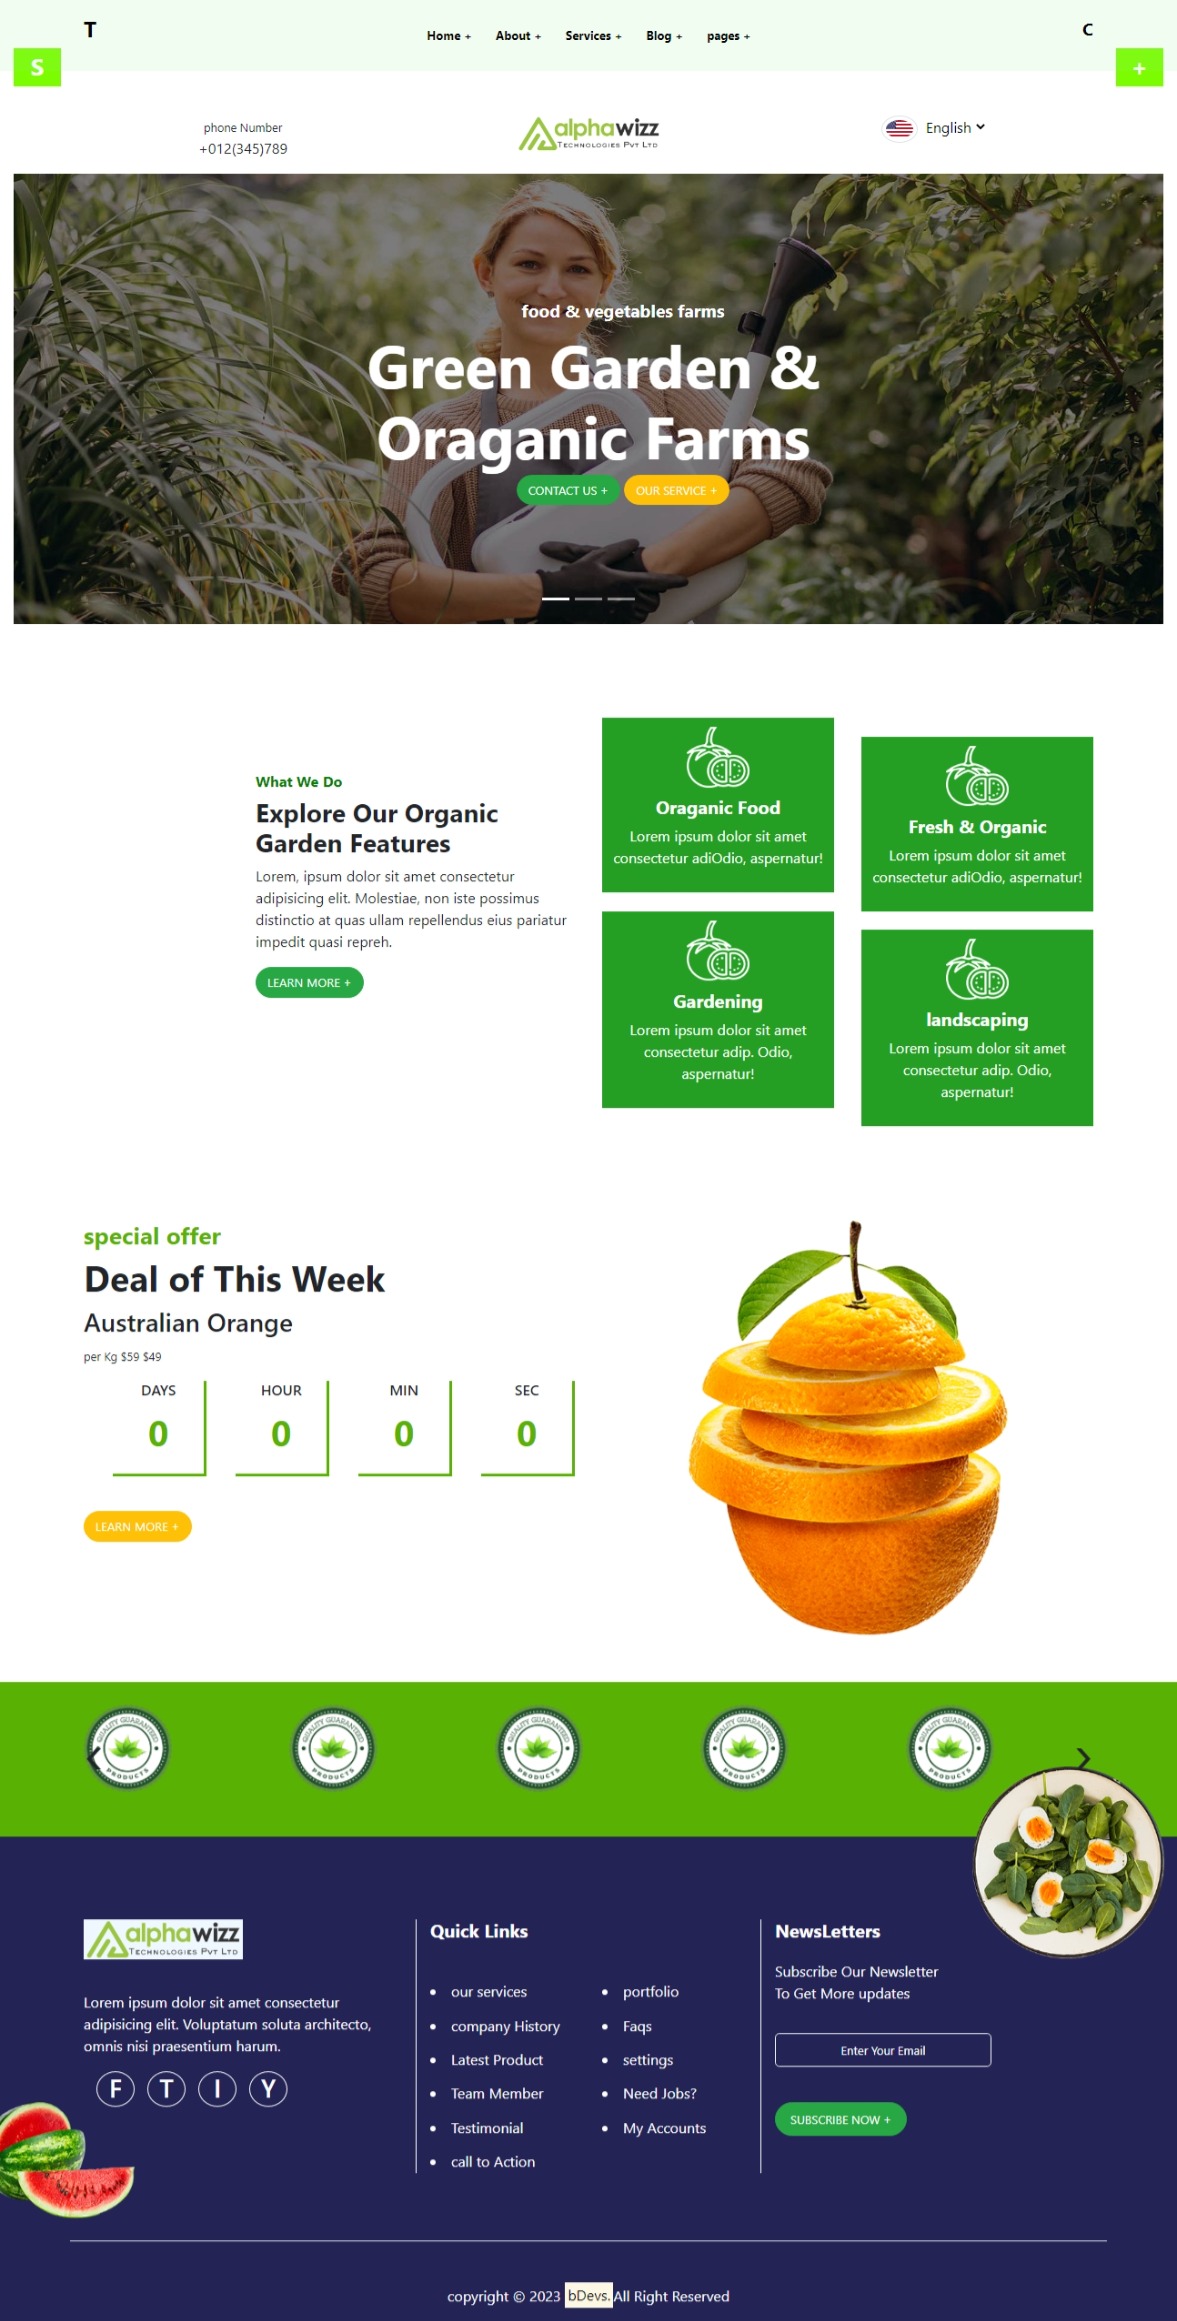 T
Home +
About +
Services +
Blog +
pages +
C
S
+
phone Number
+012(345)789
alphawizz
TECHNOLOGIES PVT LTD
English
food & vegetables farms
Green Garden &
Oraganic Farms
CONTACT US +
OUR SERVICE +
What We Do
Explore Our Organic
Garden Features
Lorem, ipsum dolor sit amet consectetur
adipisicing elit. Molestiae, non iste possimus
distinctio at quas ullam repellendus eius pariatur
impedit quasi repreh.
LEARN MORE +
Oraganic Food
Lorem ipsum dolor sit amet
consectetur adiOdio, aspernatur!
Fresh & Organic
Lorem ipsum dolor sit amet
consectetur adiOdio, aspernatur!
Gardening
Lorem ipsum dolor sit amet
consectetur adip. Odio,
aspernatur!
landscaping
Lorem ipsum dolor sit amet
consectetur adip. Odio,
aspernatur!
special offer
Deal of This Week
Australian Orange
per Kg $59 $49
DAYS
0
HOUR
0
MIN
0
SEC
0
LEARN MORE +
QUALITY GUARANTEED
PRODUCTS
QUALITY GUARANTEED
PRODUCTS
QUALITY GUARANTEED
PRODUCTS
QUALITY GUARANTEED
PRODUCTS
QUALITY GUARANTEED
PRODUCTS
alphawizz
TECHNOLOGIES PVT LTD
Lorem ipsum dolor sit amet consectetur
adipisicing elit. Voluptatum soluta architecto,
omnis nisi praesentium harum.
F
T
I
Y
Quick Links
our services
company History
Latest Product
Team Member
Testimonial
call to Action
portfolio
Faqs
settings
Need Jobs?
My Accounts
NewsLetters
Subscribe Our Newsletter
To Get More updates
Enter Your Email
SUBSCRIBE NOW +
copyright © 2023 bDevs. All Right Reserved